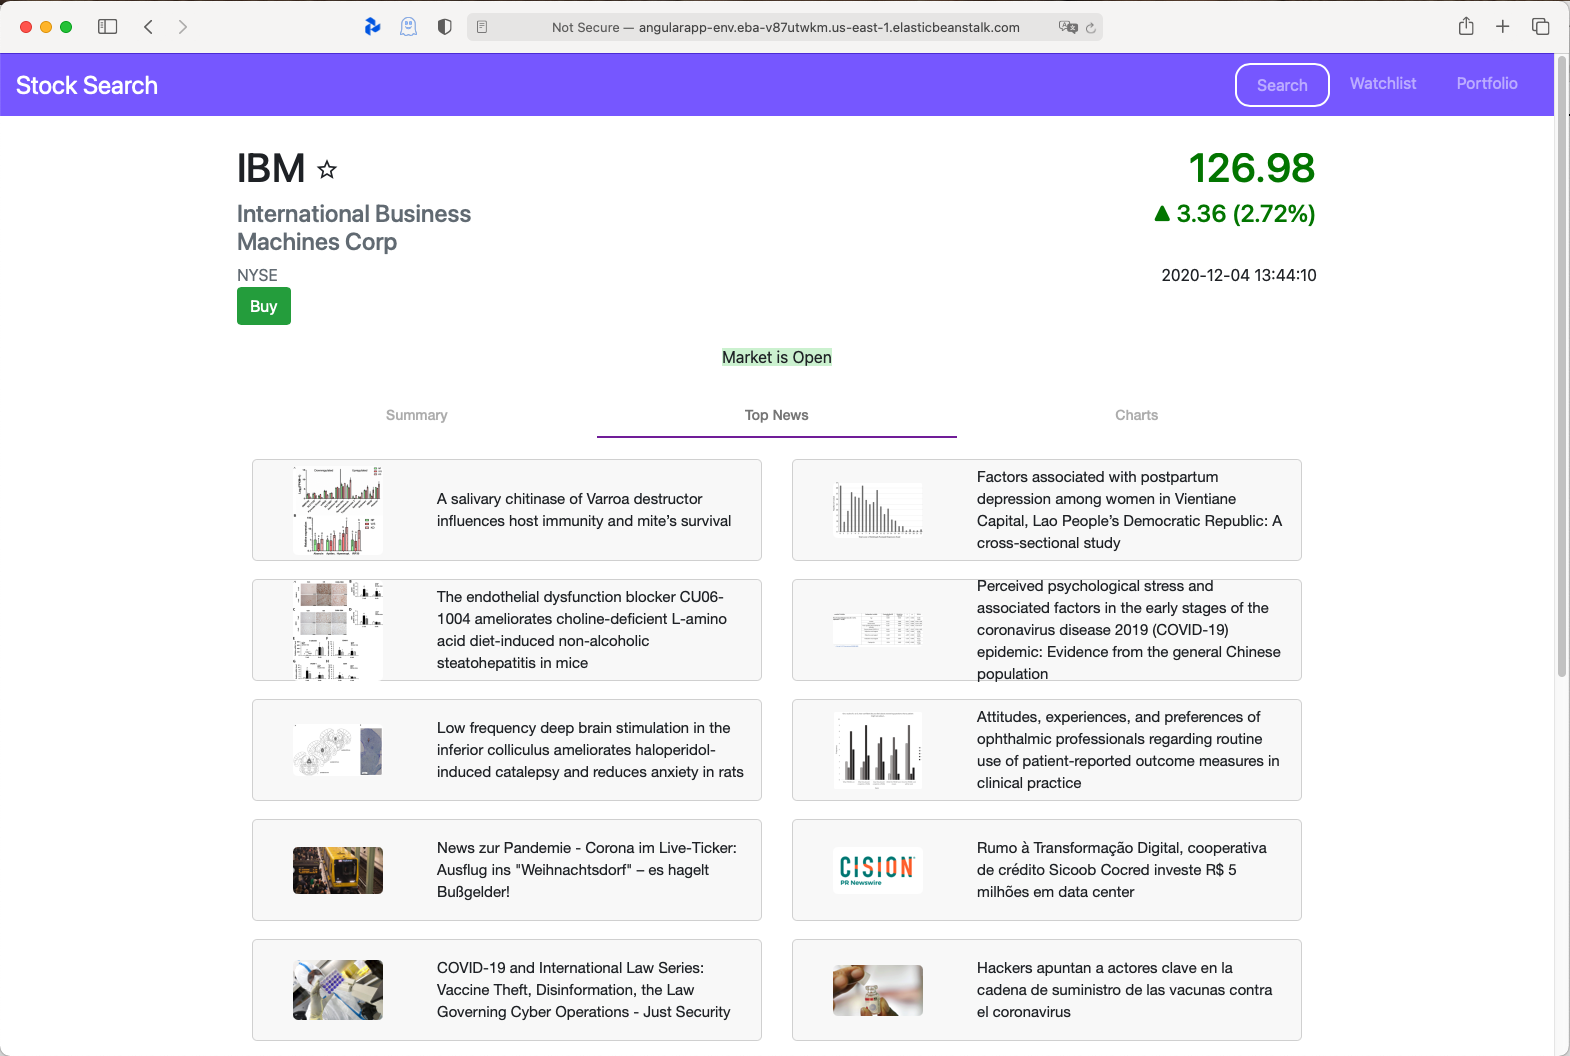 Not Secure — angularapp-env.eba-v87utwkm.us-east-1.elasticbeanstalk.com
Stock Search
Search
Watchlist
Portfolio
IBM
126.98
International Business
Machines Corp
3.36 (2.72%)
NYSE
2020-12-04 13:44:10
Buy
Market is Open
Summary
Top News
Charts
A salivary chitinase of Varroa destructor
influences host immunity and mite’s survival
Factors associated with postpartum
depression among women in Vientiane
Capital, Lao People’s Democratic Republic: A
cross-sectional study
The endothelial dysfunction blocker CU06-
1004 ameliorates choline-deficient L-amino
acid diet-induced non-alcoholic
steatohepatitis in mice
Perceived psychological stress and
associated factors in the early stages of the
coronavirus disease 2019 (COVID-19)
epidemic: Evidence from the general Chinese
population
Low frequency deep brain stimulation in the
inferior colliculus ameliorates haloperidol-
induced catalepsy and reduces anxiety in rats
Attitudes, experiences, and preferences of
ophthalmic professionals regarding routine
use of patient-reported outcome measures in
clinical practice
News zur Pandemie - Corona im Live-Ticker:
Ausflug ins "Weihnachtsdorf" – es hagelt
Bußgelder!
CISION
PR Newswire
Rumo à Transformação Digital, cooperativa
de crédito Sicoob Cocred investe R$ 5
milhões em data center
COVID-19 and International Law Series:
Vaccine Theft, Disinformation, the Law
Governing Cyber Operations - Just Security
Hackers apuntan a actores clave en la
cadena de suministro de las vacunas contra
el coronavirus